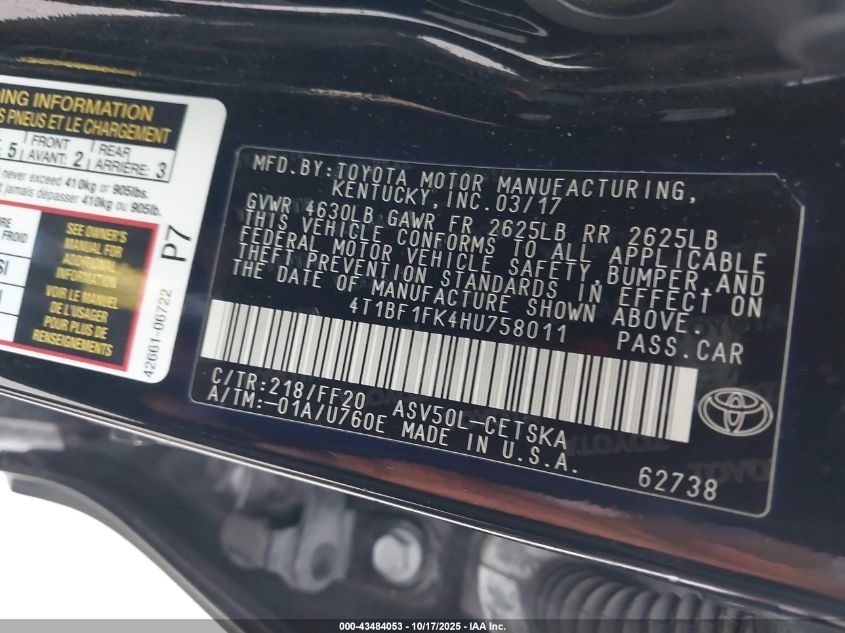 ING INFORMATION
S PNEUS ET LE CHARGEMENT
5 FRONT AVANT: 2 REAR ARRIÈRE: 3
never exceed 410kg or 905lbs.
jamais dépasser 410kg ou 905lb.
SEE OWNER'S
MANUAL FOR
ADDITIONAL
INFORMATION
VOIR LE MANUEL
DE L'USAGER
POUR PLUS DE
RENSEIGNEMENTS
FROID
P7
42661-06722
MFD.BY:TOYOTA MOTOR MANUFACTURING,
KENTUCKY, INC.03/17
GVWR 4630LB GAWR FR 2625LB RR 2625LB
THIS VEHICLE CONFORMS TO ALL APPLICABLE
FEDERAL MOTOR VEHICLE SAFETY,BUMPER,AND
THEFT PREVENTION STANDARDS IN EFFECT ON
THE DATE OF MANUFACTURE SHOWN ABOVE.
4T1BF1FK4HU758011 PASS.CAR
C/TR:218/FF20 ASV50L-CETSKA
A/TM:-01A/U760E MADE IN U.S.A.
62738
000-43484053 - 10/17/2025 - IAA Inc.